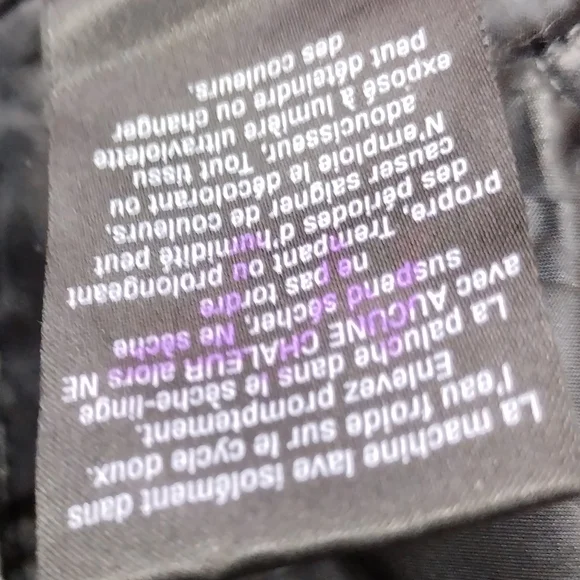 La machine lave isolément dans
l'eau froide sur le cycle doux.
Enlevez promptement.
La paluche dans le sèche-linge
avec AUCUNE CHALEUR alors NE
suspend sécher. Ne sèche
ne pas tordre
Trempant ou prolongeant
propre. d'humidité peut
des périodes de couleurs.
causer saigner le décolorant ou
N'emploie
adoucisseur. Tout tissu
exposé à lumière ultraviolette
peut déteindre ou changer
des couleurs.